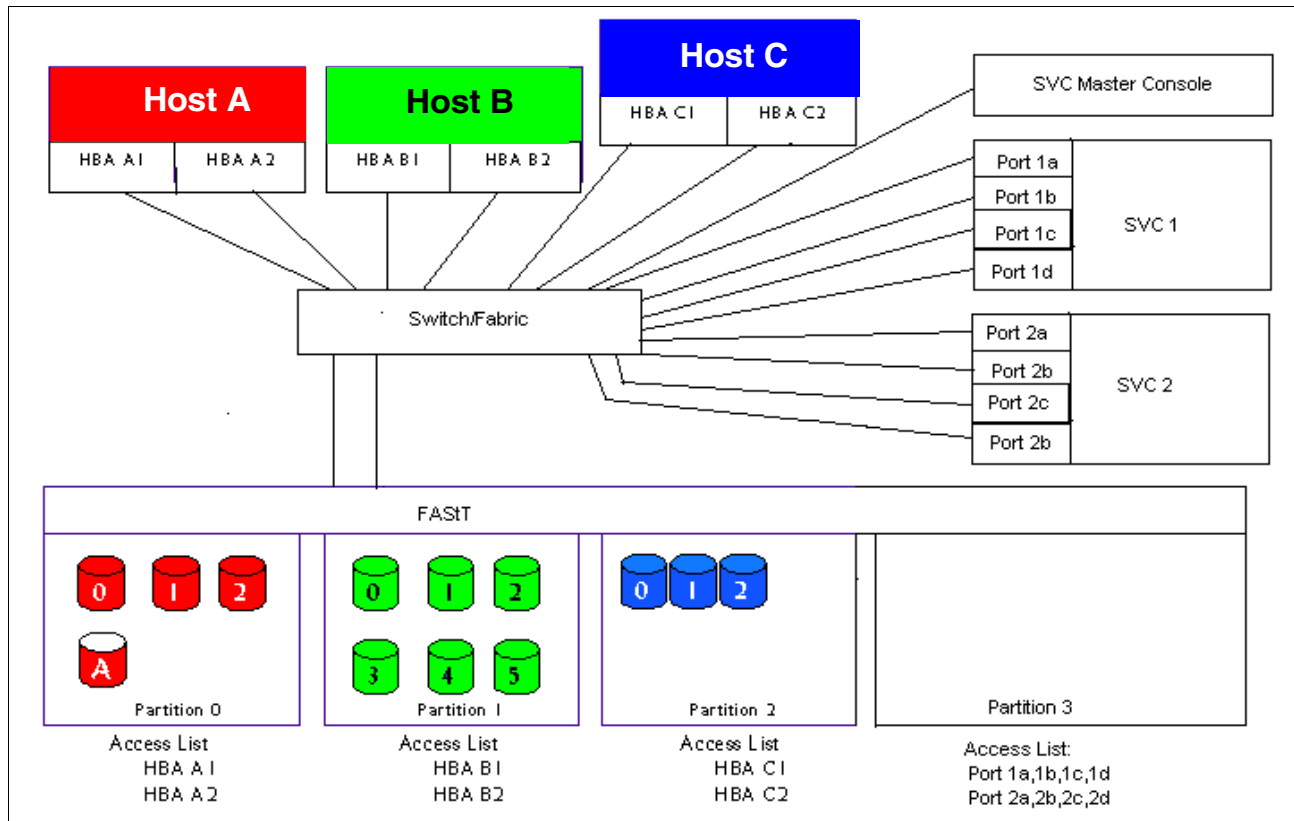 Host A
HBA A1
HBA A2
Host B
HBA B1
HBA B2
Host C
HBA C1
HBA C2
SVC Master Console
Port 1a
Port 1b
Port 1c
Port 1d
SVC 1
Switch/Fabric
Port 2a
Port 2b
Port 2c
Port 2b
SVC 2
FAStT
0
1
2
A
Partition 0
0
1
2
3
4
5
Partition 1
0
1
2
Partition 2
Partition 3
Access List
HBA A1
HBA A2
Access List
HBA B1
HBA B2
Access List
HBA C1
HBA C2
Access List:
Port 1a,1b,1c,1d
Port 2a,2b,2c,2d